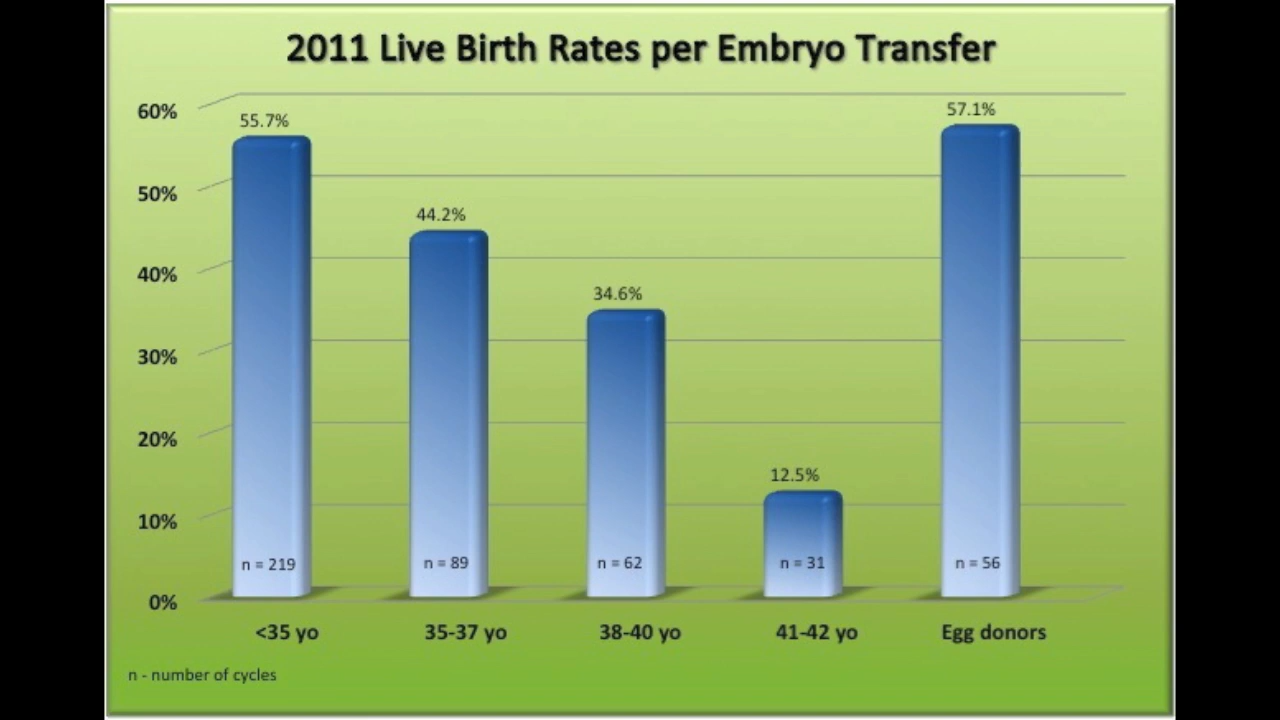 2011 Live Birth Rates per Embryo Transfer
60%
50%
40%
30%
20%
10%
0%
55.7%
44.2%
34.6%
12.5%
57.1%
n = 219
n = 89
n = 62
n = 31
n = 56
<35 yo
35-37 yo
38-40 yo
41-42 yo
Egg donors
n - number of cycles